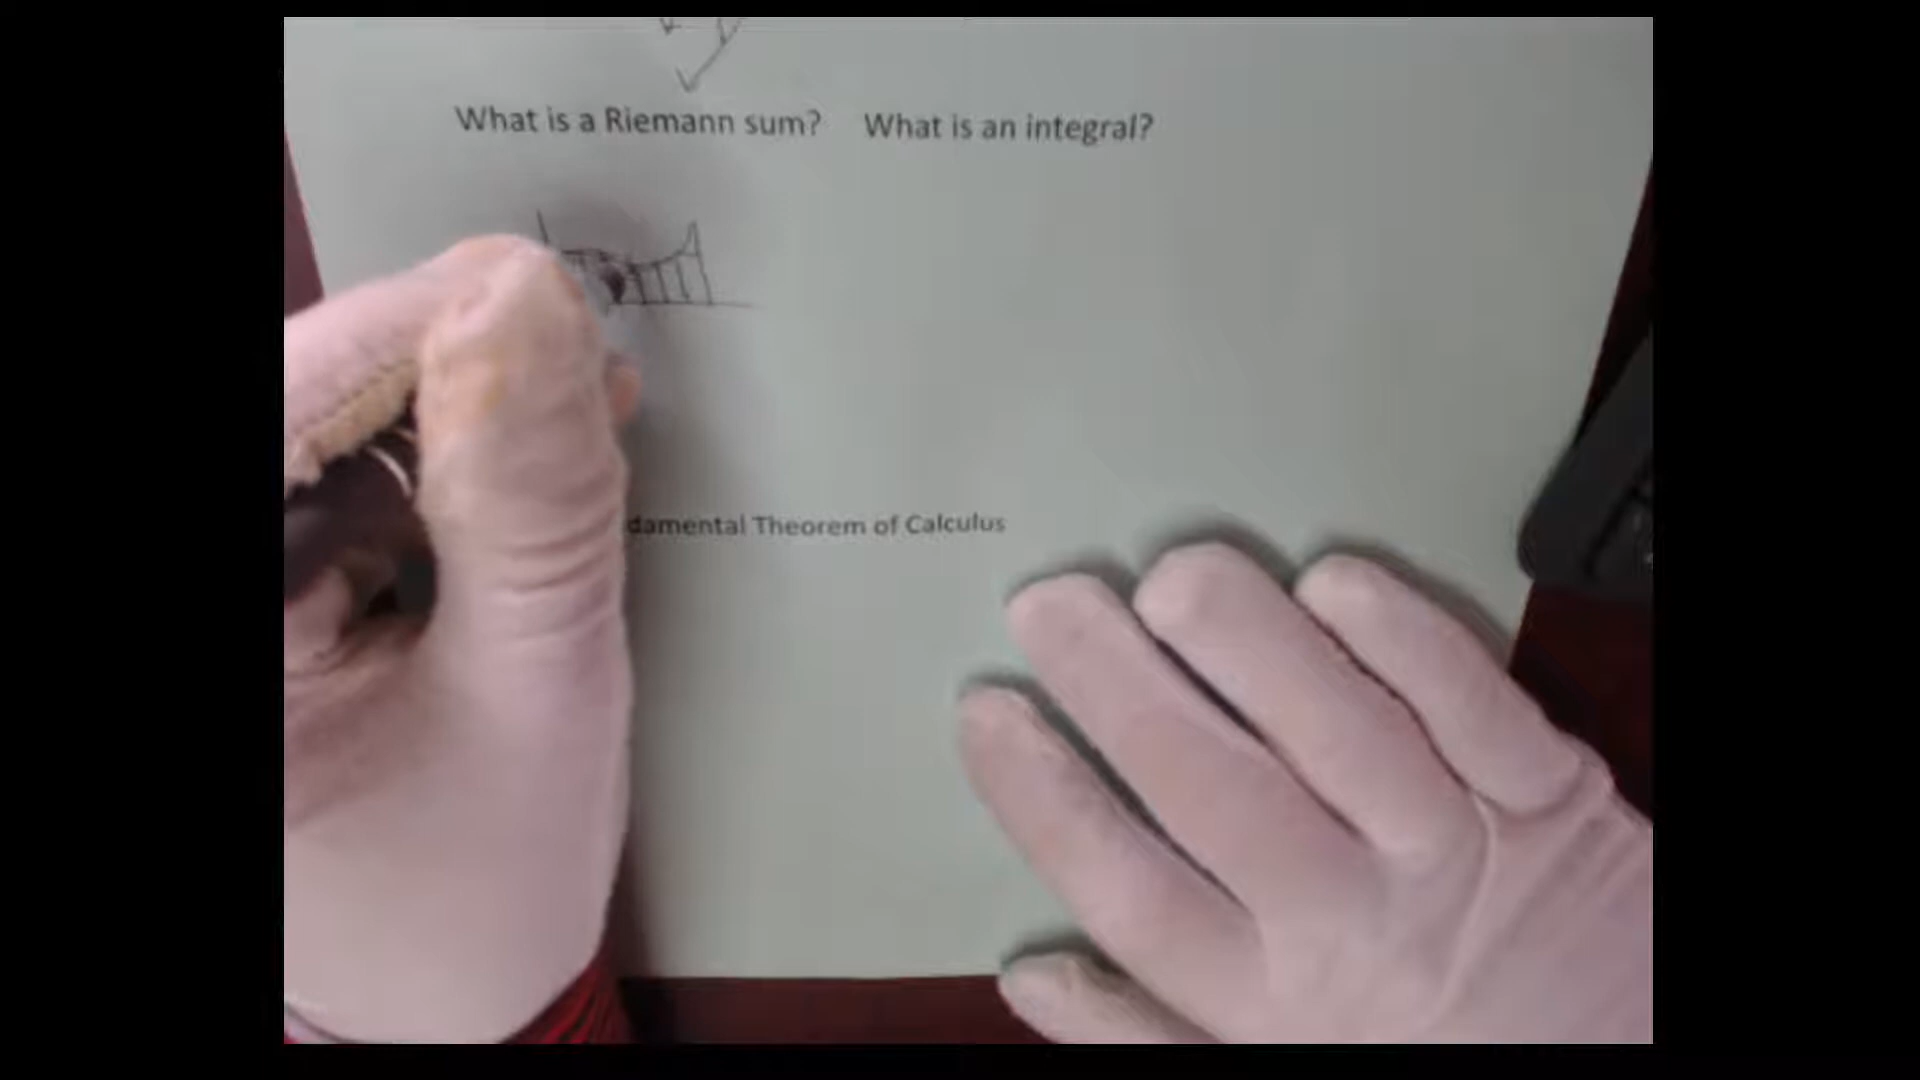 What is a Riemann sum? What is an integral?
damental Theorem of Calculus